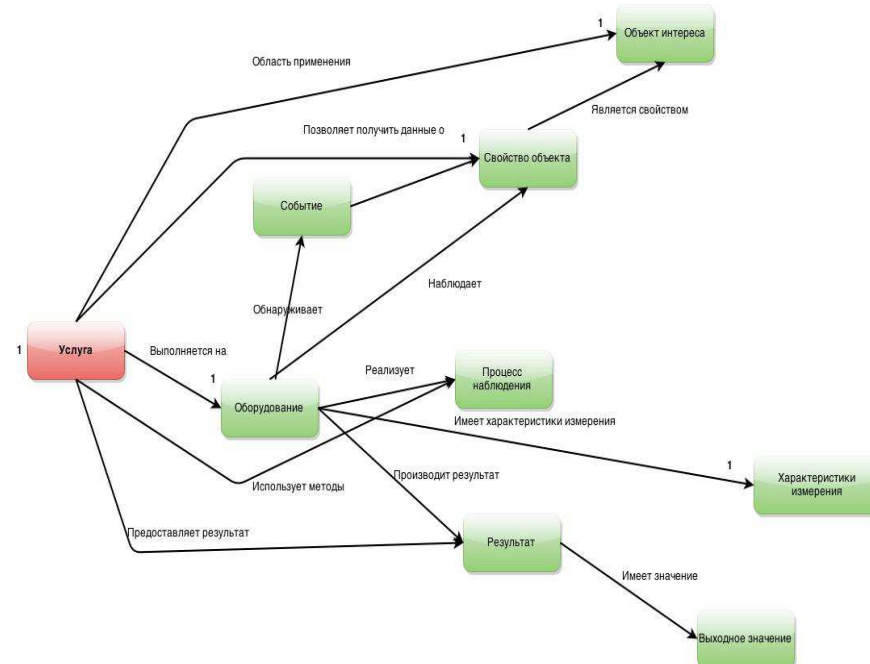 1
Объект интереса
Область применения
Является свойством
Позволяет получить данные о
1
Свойство объекта
Событие
Наблюдает
Обнаруживает
1
Услуга
Выполняется на
1
Оборудование
Реализует
Процесс
наблюдения
Имеет характеристики измерения
1
Характеристики
измерения
Использует методы
Производит результат
Предоставляет результат
Результат
Имеет значение
Выходное значение